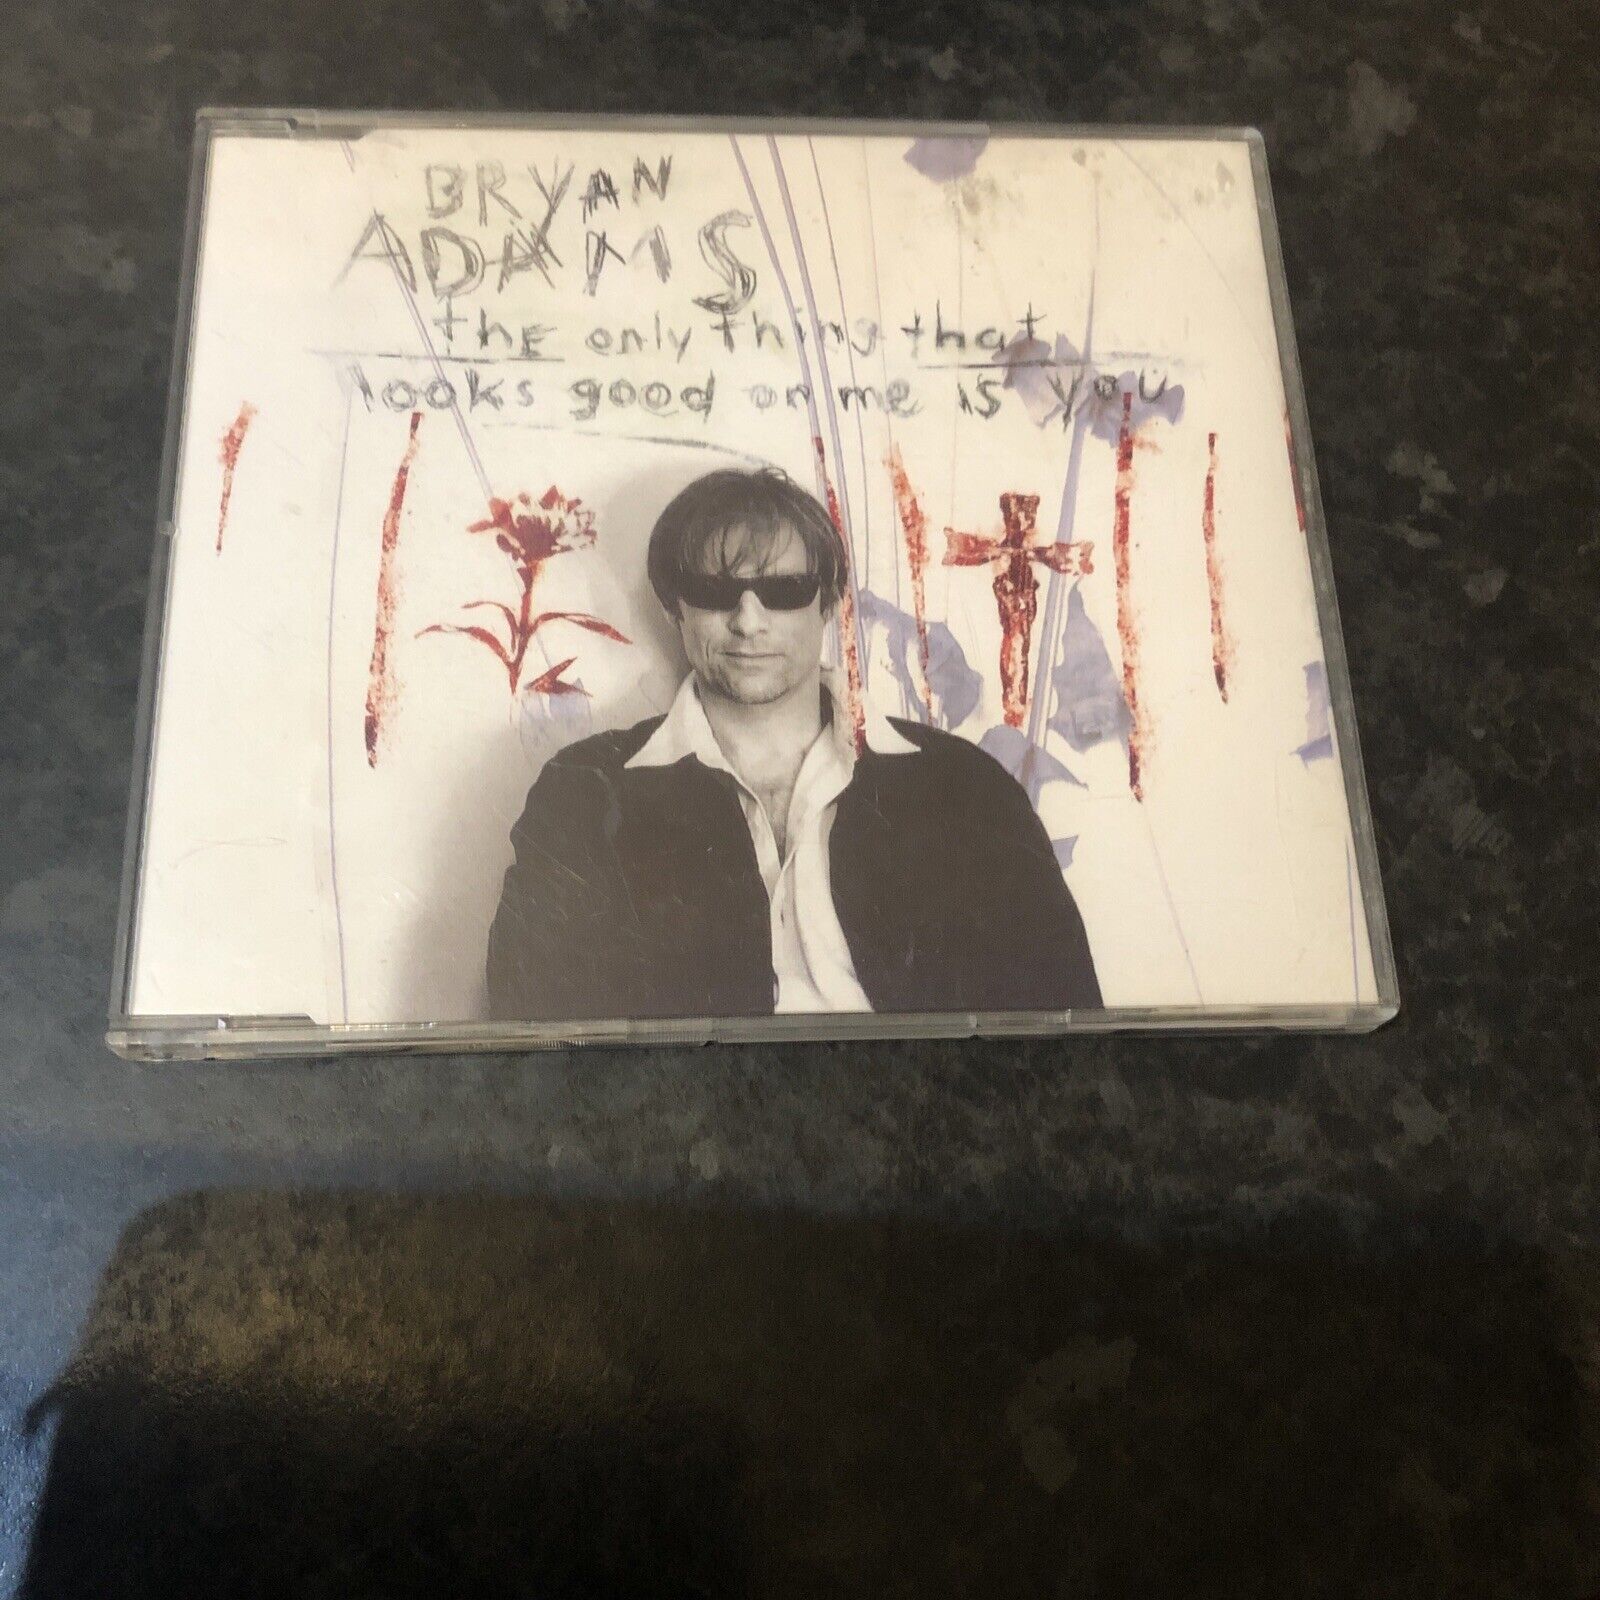 BRYAN
ADAMS
the only thing that
looks good on me is you